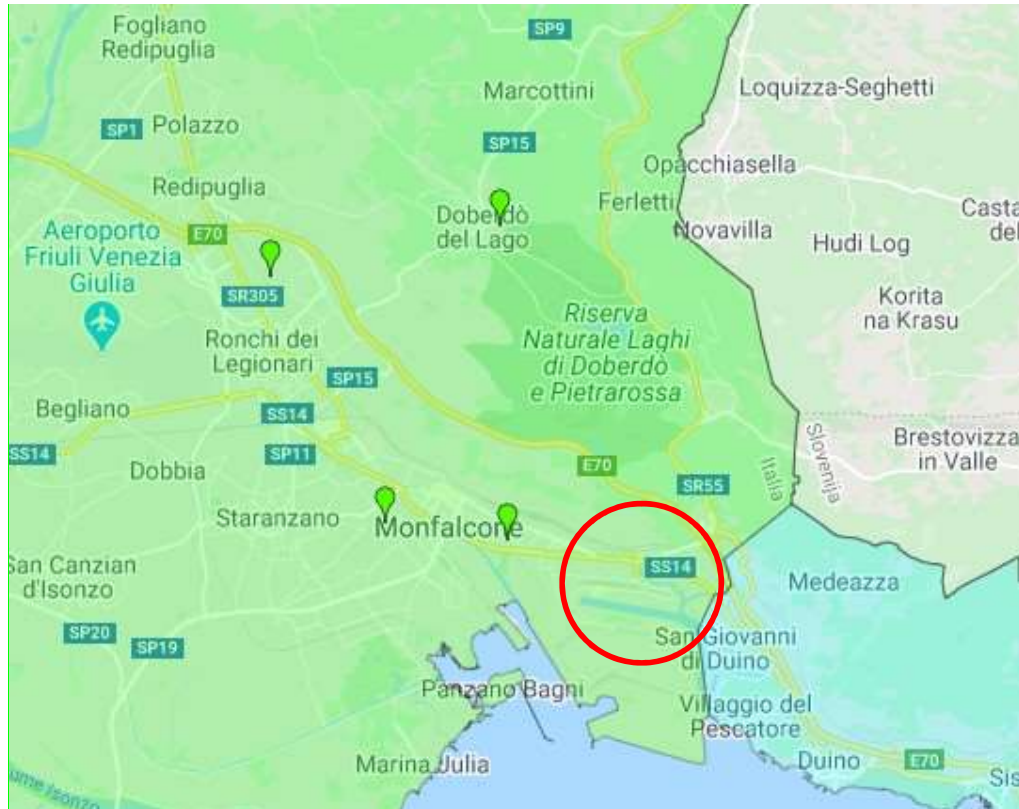 Fogliano
Redipuglia
SP9
Loquizza-Seghetti
Marcottini
SP1
Polazzo
SP15
Opacchiasella
Redipuglia
Ferletti
Doberdò
del Lago
Novavilla
Aeroporto
Friuli Venezia
Giulia
E70
Hudi Log
SR305
Korita
na Krasu
Riserva
Naturale Laghi
di Doberdò
e Pietrarossa
Ronchi dei
Legionari
SP15
Begliano
SS14
Slovenija
Italia
Brestovizza
in Valle
SS14
SP11
Dobbia
E70
SR55
Staranzano
Monfalcone
San Canzian
d'Isonzo
SS14
Medeazza
SP20
SP19
San Giovanni
di Duino
Panzano Bagni
Villaggio del
Pescatore
Marina Julia
Duino
E70